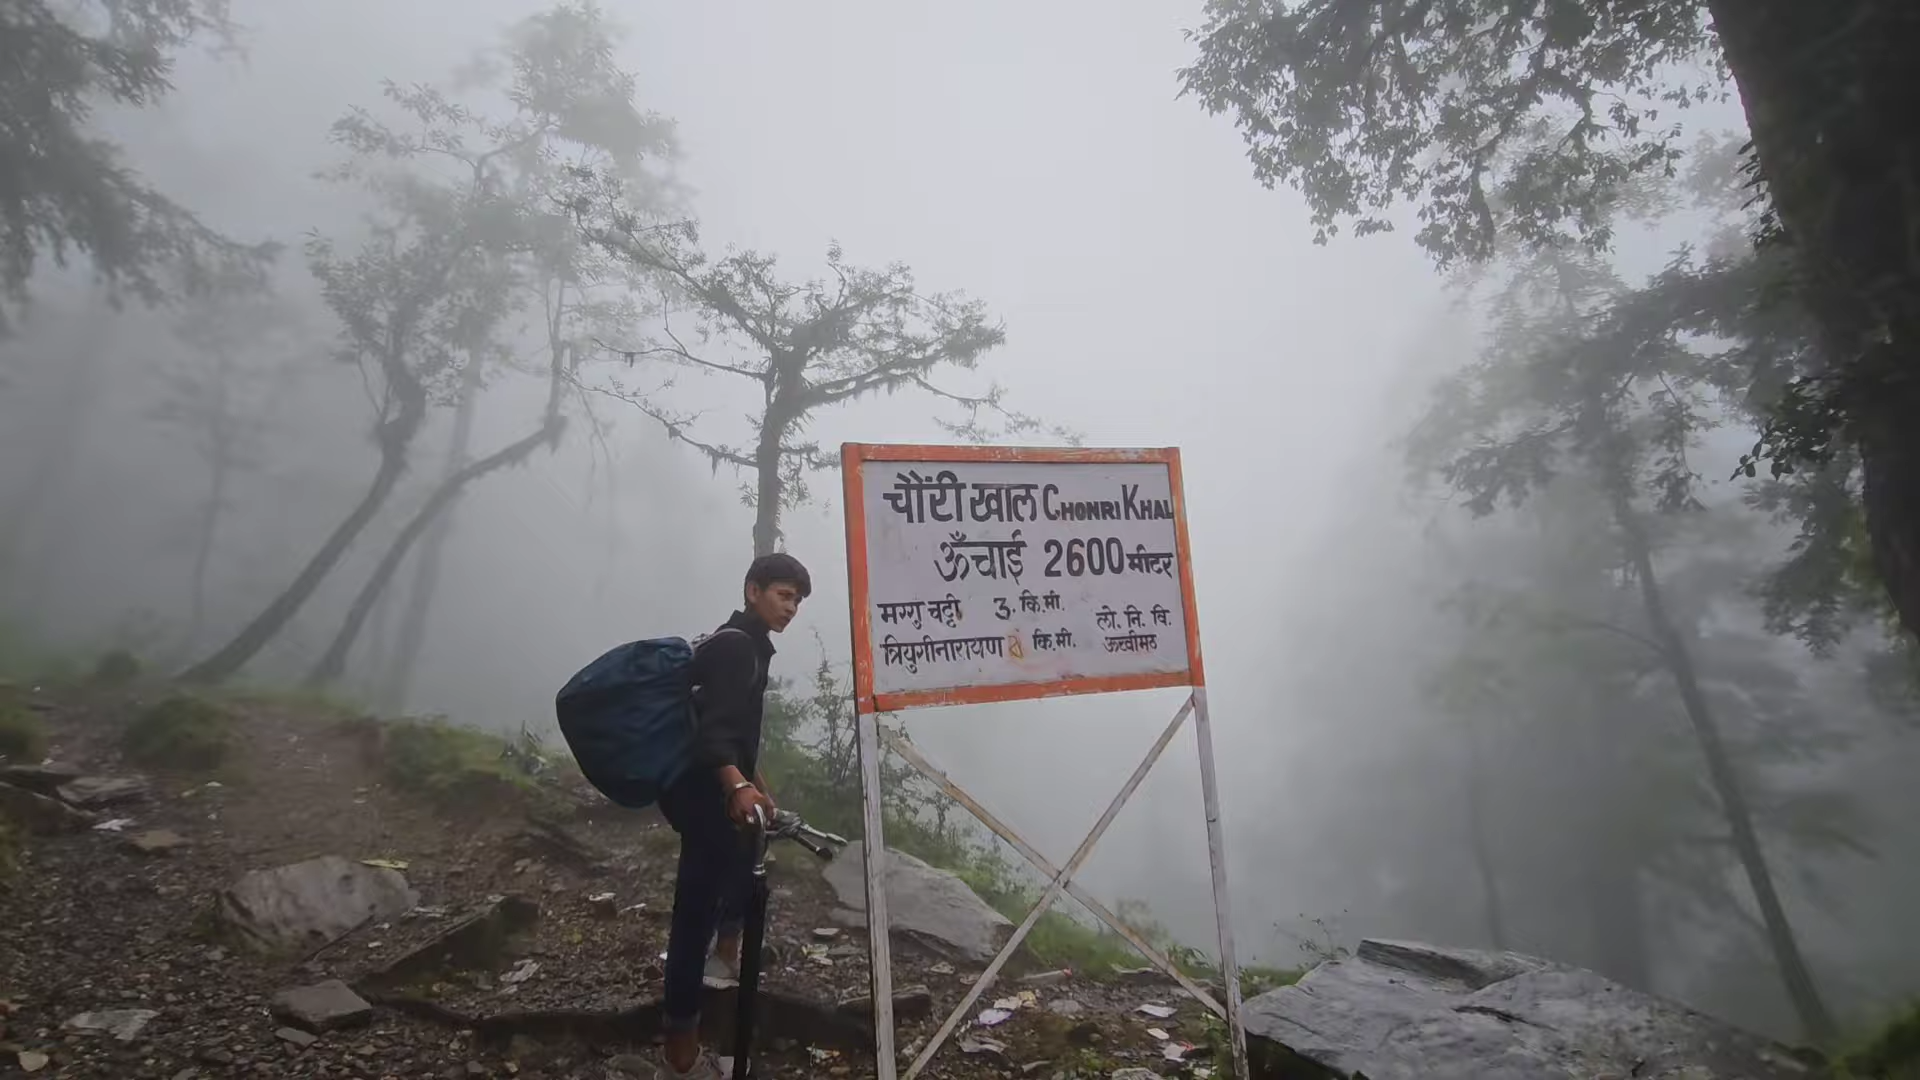 चौंरी खाल CHONRI KHAL
ऊँचाई 2600 मीटर
मग्गु चट्टी 3. कि.मी.
त्रियुगीनारायण कि.मी.
लो. नि. वि.
ऊखीमठ